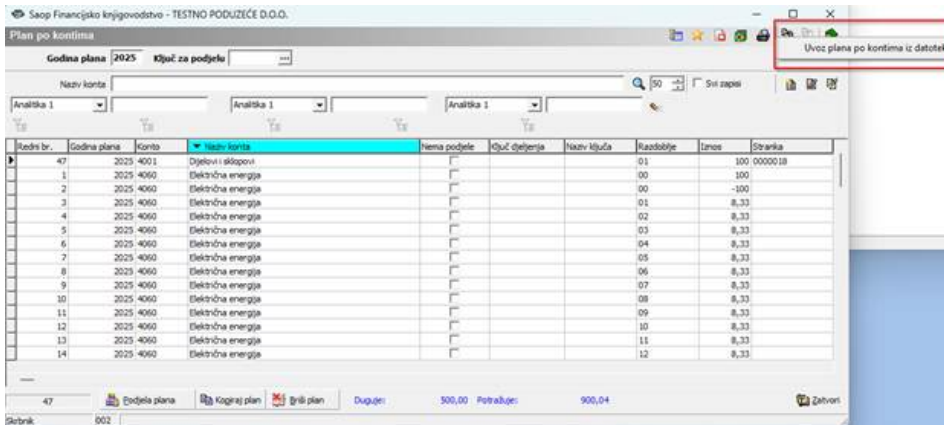 Saop Financijsko knjigovodstvo - TESTNO PODUZEĆE D.O.O.
Plan po kontima
Uvoz plana po kontima iz datotek
Godina plana 2025 Ključ za podjelu ...
Naziv konta 50 Svi zapisi
Analitika 1 Analitika 1 Analitika 1
Redni br. Godina plana Konto Naziv konta Nema podjele Ključ dijeljenja Naziv ključa Razdoblje Iznos Stranka
47 2025 4001 Dijelovi i sklopovi 01 100 0000018
1 2025 4060 Električna energija 00 100
2 2025 4060 Električna energija 00 -100
3 2025 4060 Električna energija 01 8,33
4 2025 4060 Električna energija 02 8,33
5 2025 4060 Električna energija 03 8,33
6 2025 4060 Električna energija 04 8,33
7 2025 4060 Električna energija 05 8,33
8 2025 4060 Električna energija 06 8,33
9 2025 4060 Električna energija 07 8,33
10 2025 4060 Električna energija 08 8,33
11 2025 4060 Električna energija 09 8,33
12 2025 4060 Električna energija 10 8,33
13 2025 4060 Električna energija 11 8,33
14 2025 4060 Električna energija 12 8,33
47 Podjela plana Kopiraj plan Briši plan Duguje: 500,00 Potražuje: 900,04 Zatvori
Skrbnik 002